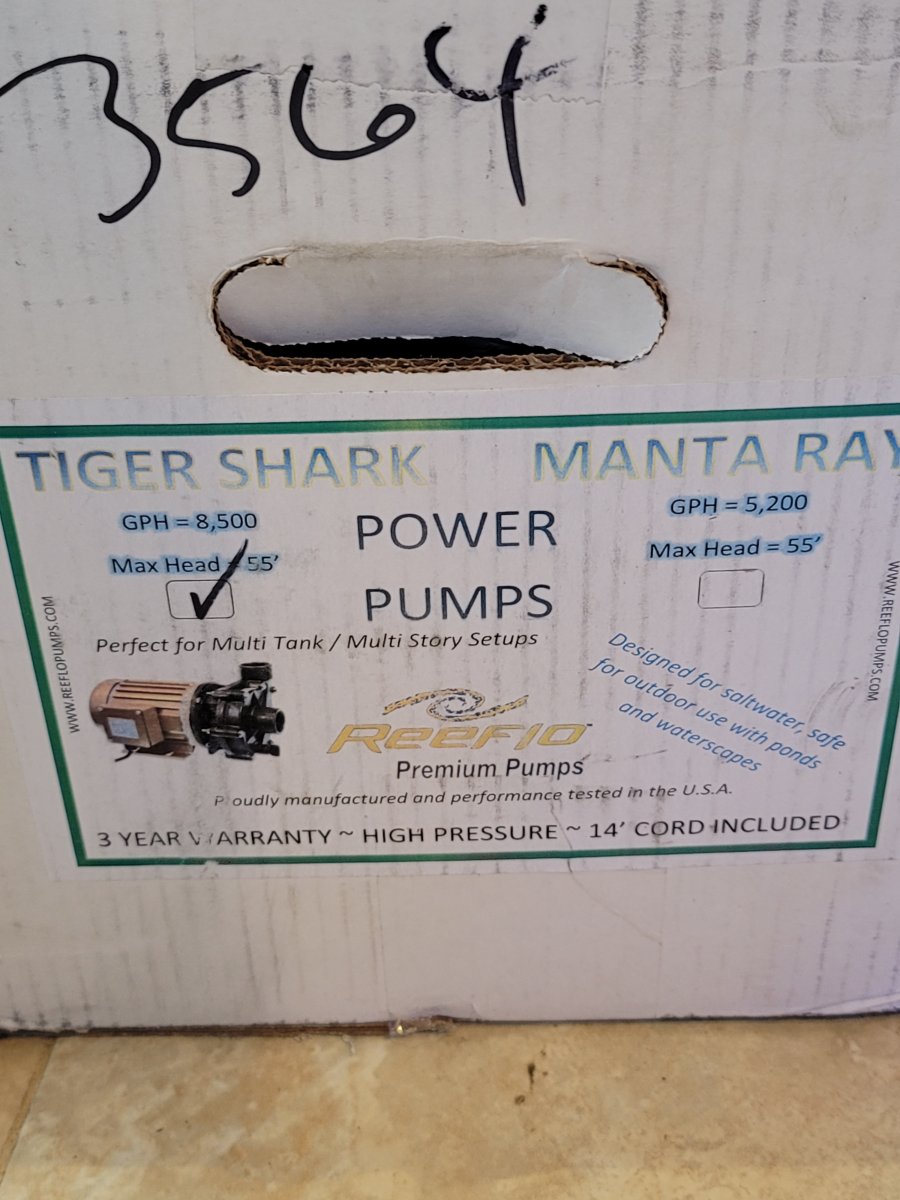 3564
TIGER SHARK
GPH = 8,500
Max Head = 55'
MANTA RAY
GPH = 5,200
Max Head = 55'
POWER
PUMPS
Perfect for Multi Tank / Multi Story Setups
Designed for saltwater, safe
for outdoor use with ponds
and waterscapes
WWW.REEFLOPUMPS.COM
WWW.REEFLOPUMPS.COM
ReeFlo™
Premium Pumps
Proudly manufactured and performance tested in the U.S.A.
3 YEAR WARRANTY ~ HIGH PRESSURE ~ 14' CORD INCLUDED